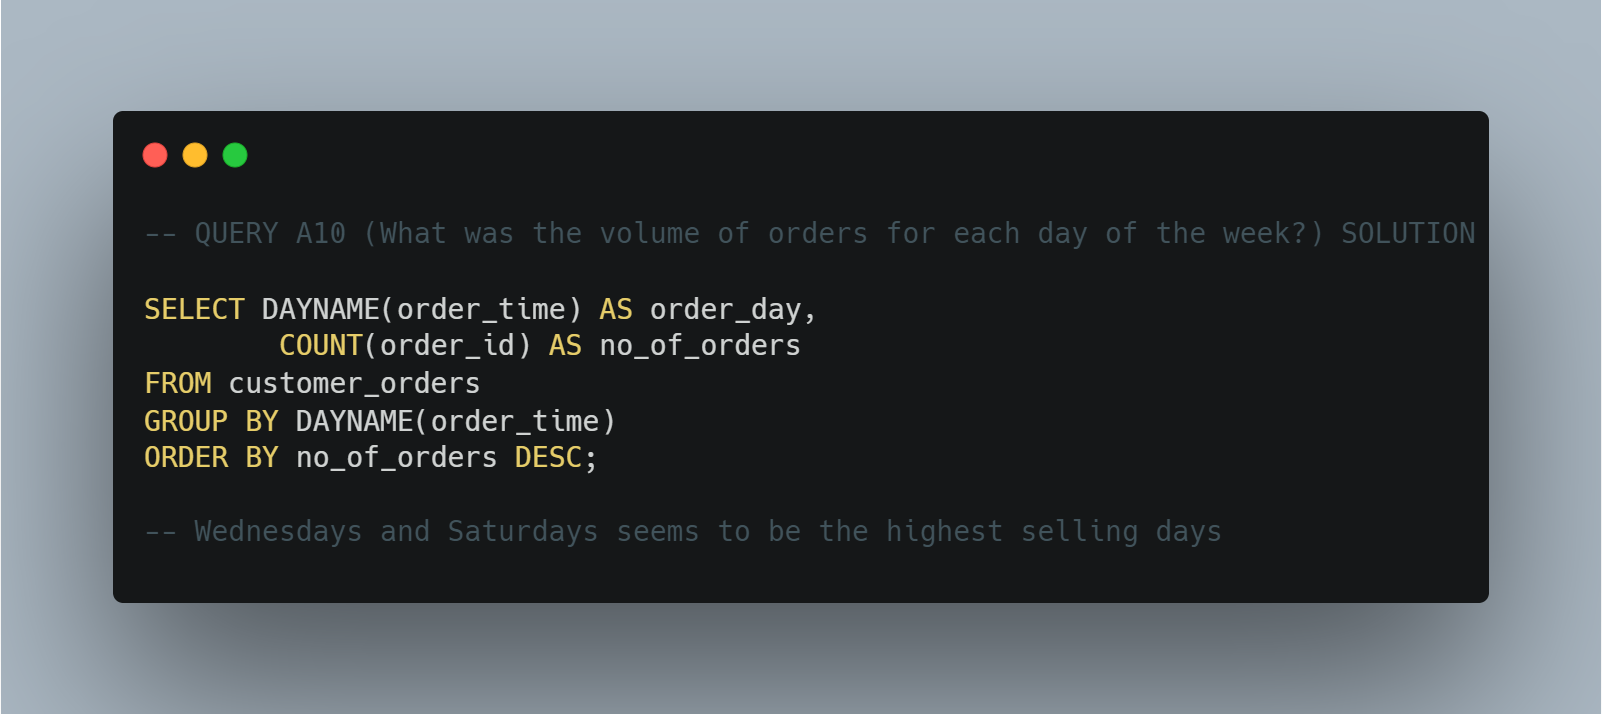 -- QUERY A10 (What was the volume of orders for each day of the week?) SOLUTION
SELECT DAYNAME(order_time) AS order_day,
COUNT(order_id) AS no_of_orders
FROM customer_orders
GROUP BY DAYNAME(order_time)
ORDER BY no_of_orders DESC;
-- Wednesdays and Saturdays seems to be the highest selling days